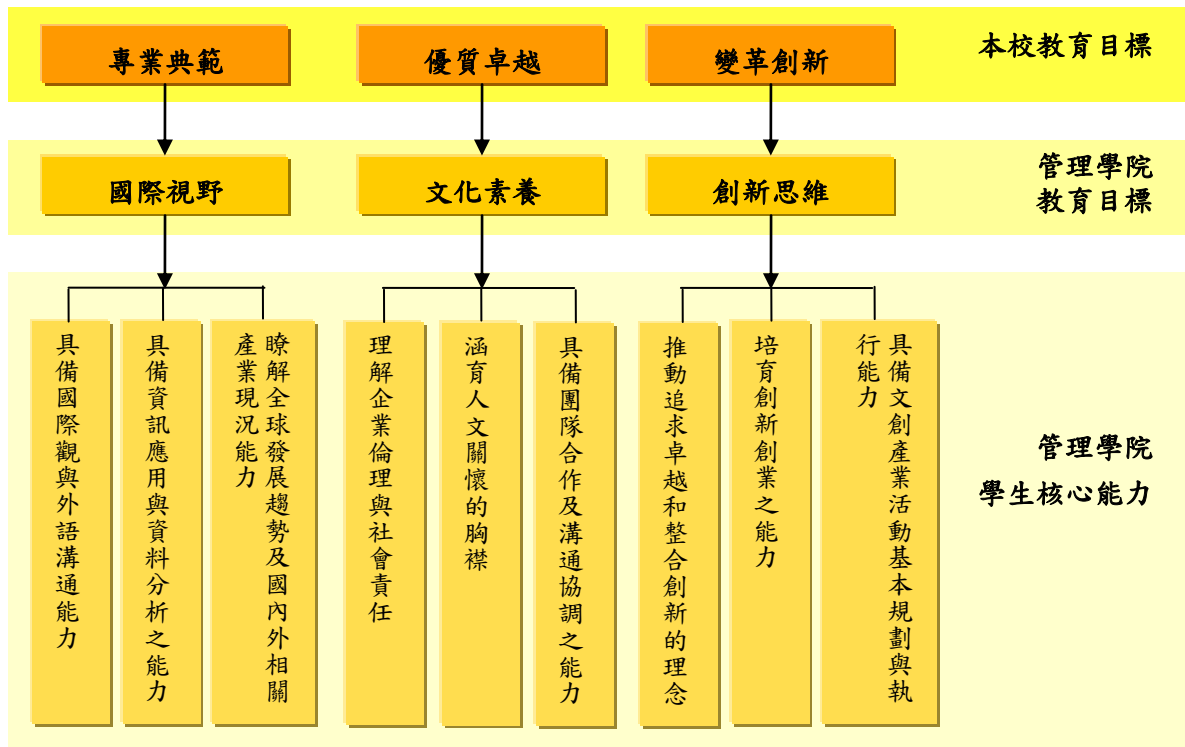 專業典範
優質卓越
變革創新
本校教育目標
國際視野
文化素養
創新思維
管理學院
教育目標
具備國際觀與外語溝通能力
具備資訊應用與資料分析之能力
瞭解全球發展趨勢及國內外相關
產業現況能力
理解企業倫理與社會責任
涵育人文關懷的胸襟
具備團隊合作及溝通協調之能力
推動追求卓越和整合創新的理念
培育創新創業之能力
具備文創產業活動基本規劃與執
行能力
管理學院
學生核心能力